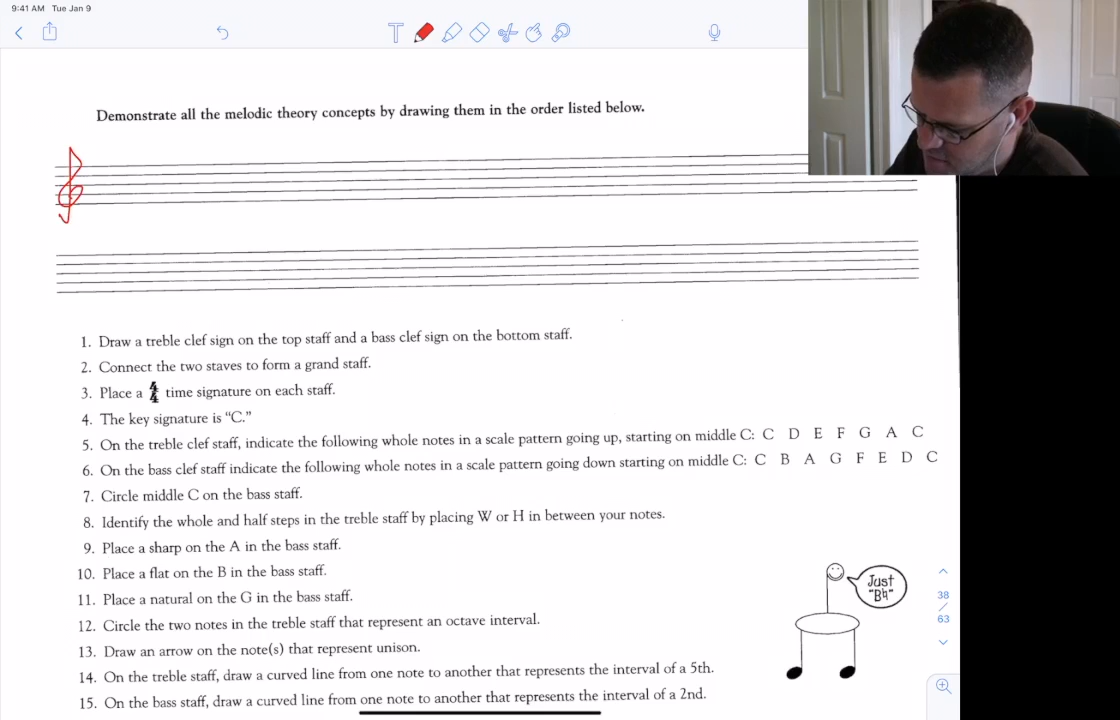 9:41 AM Tue Jan 9
T
Demonstrate all the melodic theory concepts by drawing them in the order listed below.
1. Draw a treble clef sign on the top staff and a bass clef sign on the bottom staff.
2. Connect the two staves to form a grand staff.
3. Place a 4/4 time signature on each staff.
4. The key signature is “C.”
5. On the treble clef staff, indicate the following whole notes in a scale pattern going up, starting on middle C: C D E F G A C
6. On the bass clef staff indicate the following whole notes in a scale pattern going down starting on middle C: C B A G F E D C
7. Circle middle C on the bass staff.
8. Identify the whole and half steps in the treble staff by placing W or H in between your notes.
9. Place a sharp on the A in the bass staff.
10. Place a flat on the B in the bass staff.
11. Place a natural on the G in the bass staff.
12. Circle the two notes in the treble staff that represent an octave interval.
13. Draw an arrow on the note(s) that represent unison.
14. On the treble staff, draw a curved line from one note to another that represents the interval of a 5th.
15. On the bass staff, draw a curved line from one note to another that represents the interval of a 2nd.
Just
"B♮"
38
/
63